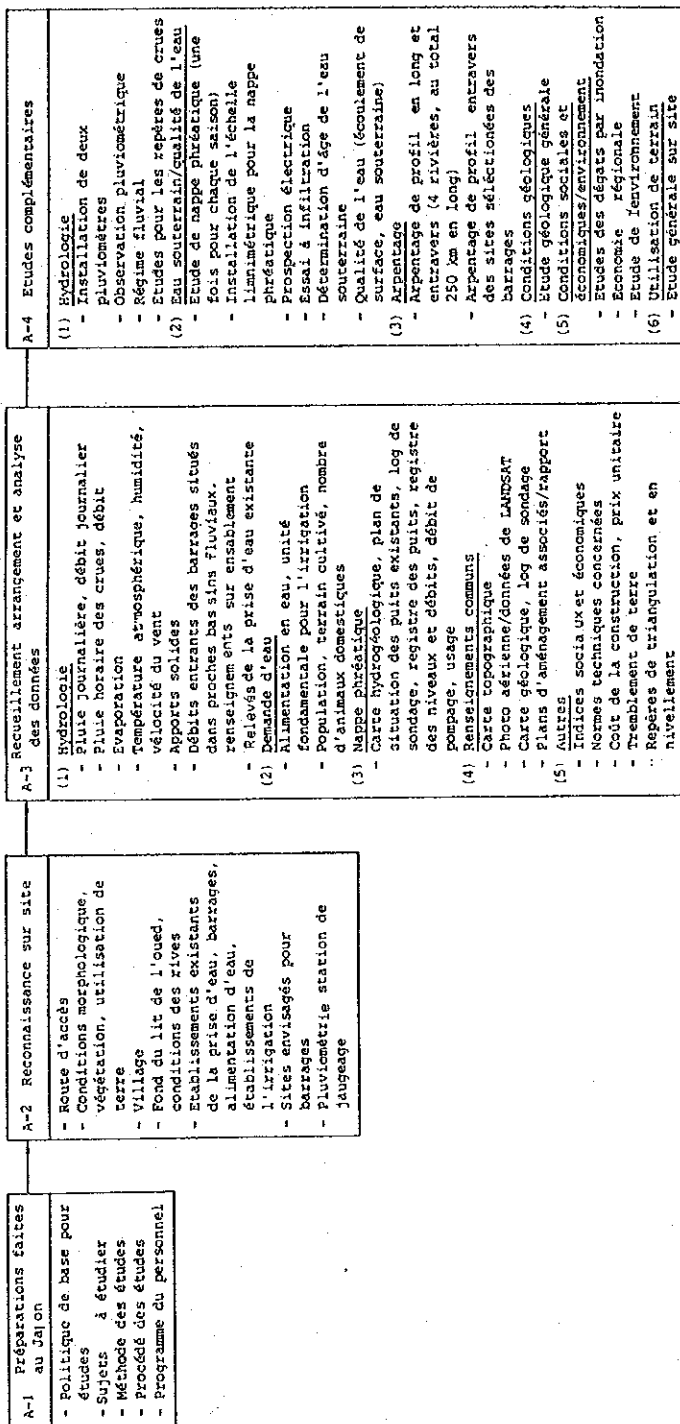 A-1 Préparations faites
au Jajon
- Politique de base pour
études
- Sujets à étudier
- Méthode des études
- Procédé des études
- Programme du personnel
A-2 Reconnaissance sur site
- Route d'accès
- Conditions morphologique,
végétation, utilisation de
terre
- Village
- Fond du lit de l'oued,
conditions des rives
- Etablissements existants
de la prise d'eau, barrages,
alimentation d'eau,
établissements de
l'irrigation
- Sites envisagés pour
barrages
- Pluviométrie station de
jaugeage
A-3 Recueillement arrangement et analyse
des données
(1) Hydrologie
- Pluie journalière, débit journalier
- Pluie horaire des crues, débit
- Evaporation
- Température atmosphérique, humidité,
vélocité du vent
- Apports solides
- Débits entrants des barrages situés
dans proches bassins fluviaux.
renseignements sur ensablement
- Relevés de la prise d'eau existante
(2) Demande d'eau
- Alimentation en eau, unité
fondamentale pour l'irrigation
- Population, terrain cultivé, nombre
d'animaux domestiques
(3) Nappe phréatique
- Carte hydrogéologique, plan de
situation des puits existants, log de
sondage, registre des puits, registre
des niveaux et débits, débit de
pompage, usage
(4) Renseignements communs
- Carte topographique
- Photo aérienne/données de LANDSAT
- Carte géologique, log de sondage
- Plans d'aménagement associés/rapport
(5) Autres
- Indices sociaux et économiques
- Normes techniques concernées
- Coût de la construction, prix unitaire
- Tremblement de terre
- Repères de triangulation et en
nivellement
A-4 Etudes complémentaires
(1) Hydrologie
- Installation de deux
pluviomètres
- Observation pluviométrique
- Régime fluvial
- Etudes pour les repères de crues
(2) Eau souterrain/qualité de l'eau
- Etude de nappe phréatique (une
fois pour chaque saison)
- Installation de l'échelle
limnimétrique pour la nappe
phréatique
- Prospection électrique
- Essai à infiltration
- Détermination d'âge de l'eau
souterraine
- Qualité de l'eau (écoulement de
surface, eau souterraine)
(3) Arpentage
- Arpentage de profil en long et
entravers (4 rivières, au total
250 km en long)
- Arpentage de profil entravers
des sites séléctionées des
barrages
(4) Conditions géologiques
- Etude géologique générale
(5) Conditions sociales et
économiques/environnement
- Etudes des dégats par inondation
- Economie régionale
- Etude de l'environnement
(6) Utilisation de terrain
- Etude générale sur site